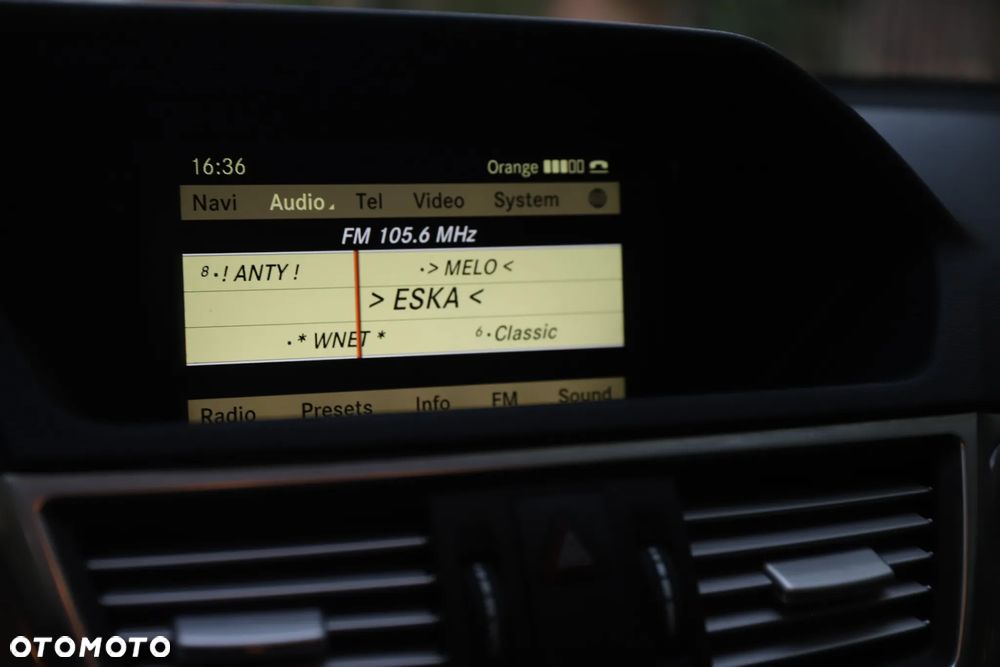 16:36 Orange
Navi Audio Tel Video System
FM 105.6 MHz
8·! ANTY ! ·> MELO <
> ESKA <
·* WNET * 6·Classic
Radio Presets Info FM Sound
OTOMOTO